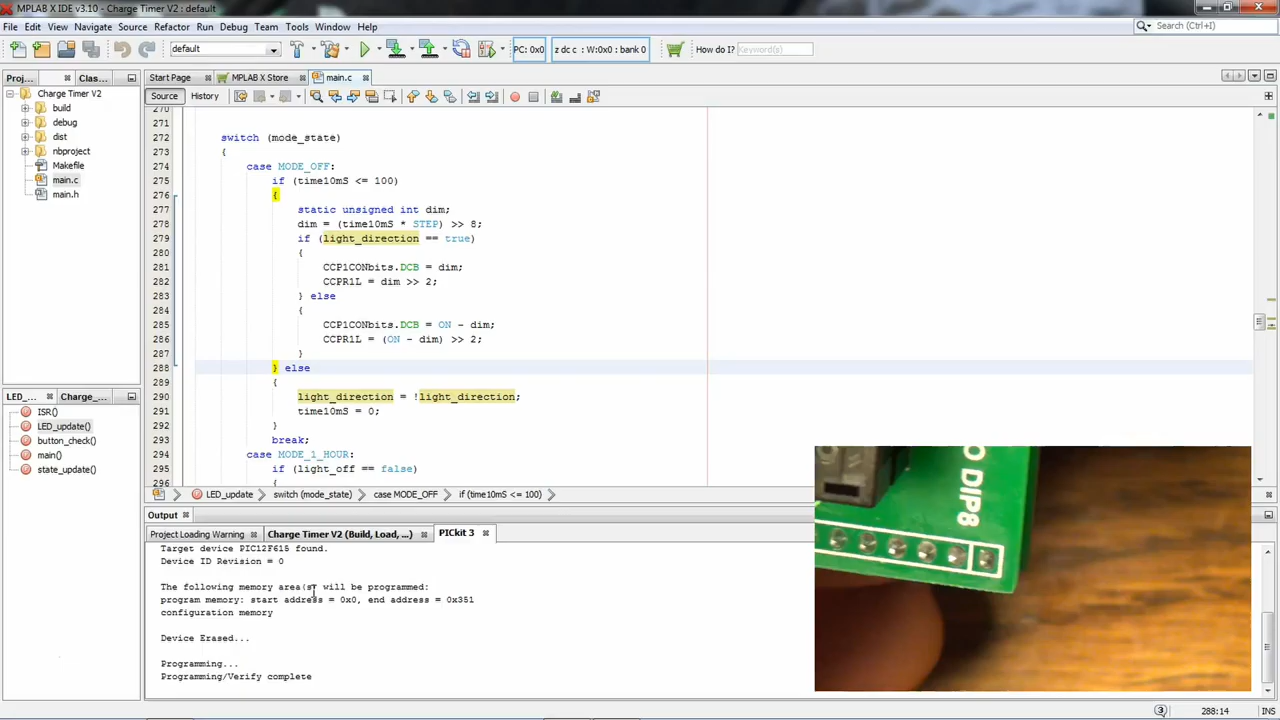 MPLAB X IDE v3.10 - Charge Timer V2 : default
File Edit View Navigate Source Refactor Run Debug Team Tools Window Help
Search (Ctrl+I)
default
PC: 0x0
z dc c : W:0x0 : bank 0
How do I? Keyword(s)
Proj... Clas...
Start Page MPLAB X Store main.c
Source History
Charge Timer V2
build
debug
dist
nbproject
Makefile
main.c
main.h
270
271
272 switch (mode_state)
273 {
274 case MODE_OFF:
275 if (time10mS <= 100)
276 {
277 static unsigned int dim;
278 dim = (time10mS * STEP) >> 8;
279 if (light_direction == true)
280 {
281 CCP1CONbits.DCB = dim;
282 CCPR1L = dim >> 2;
283 } else
284 {
285 CCP1CONbits.DCB = ON - dim;
286 CCPR1L = (ON - dim) >> 2;
287 }
288 } else
289 {
290 light_direction = !light_direction;
291 time10mS = 0;
292 }
293 break;
294 case MODE_1_HOUR:
295 if (light_off == false)
296 {
LED_... Charge_...
ISR()
LED_update()
button_check()
main()
state_update()
LED_update switch (mode_state) case MODE_OFF if (time10mS <= 100)
Output
Project Loading Warning Charge Timer V2 (Build, Load, ...) PICkit 3
Target device PIC12F615 found.
Device ID Revision = 0
The following memory area(s) will be programmed:
program memory: start address = 0x0, end address = 0x351
configuration memory
Device Erased...
Programming...
Programming/Verify complete
O DIP8
3 288:14 INS